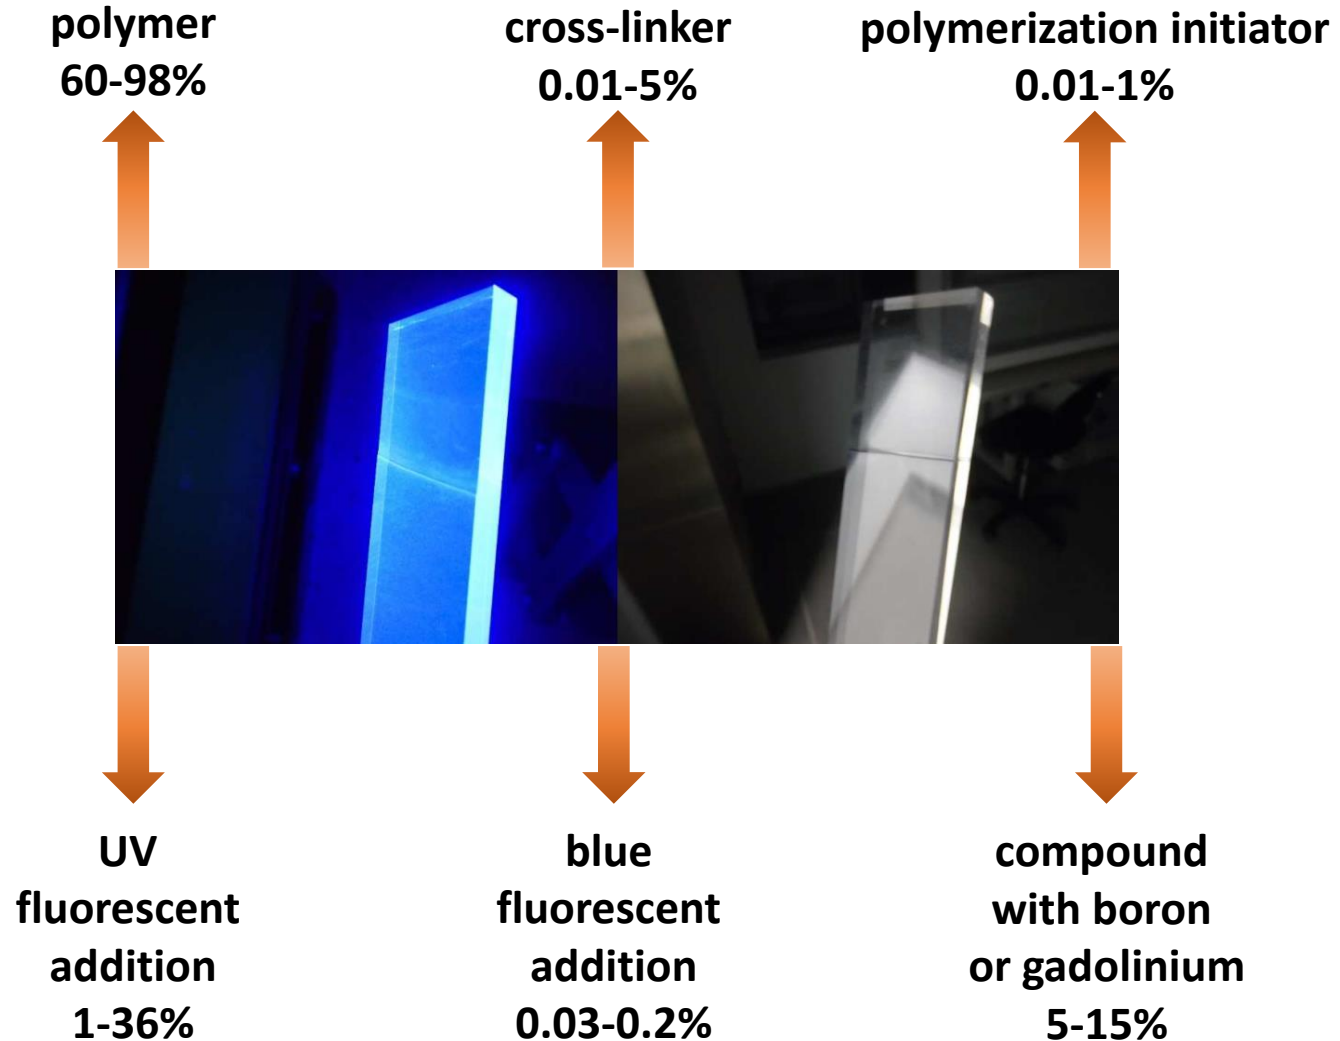 polymer
60-98%
cross-linker
0.01-5%
polymerization initiator
0.01-1%
UV
fluorescent
addition
1-36%
blue
fluorescent
addition
0.03-0.2%
compound
with boron
or gadolinium
5-15%